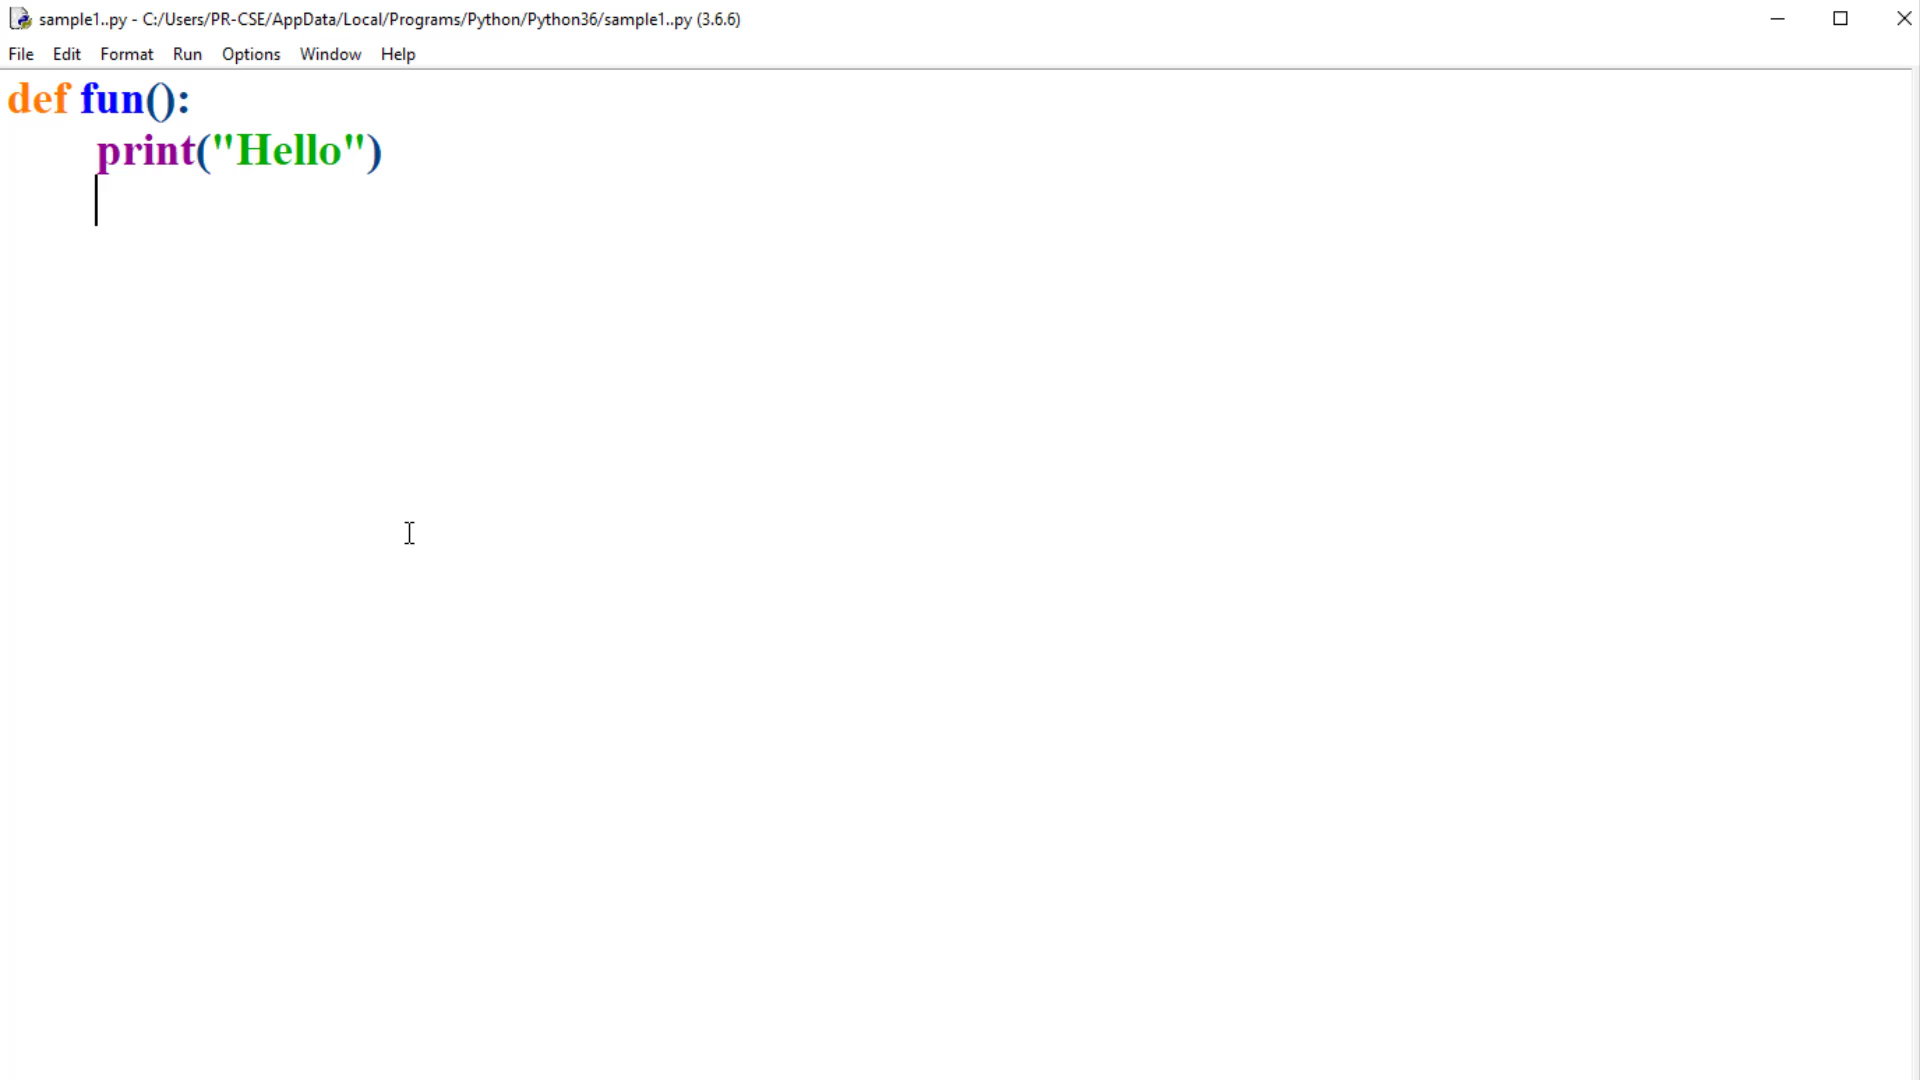 sample1..py - C:/Users/PR-CSE/AppData/Local/Programs/Python/Python36/sample1..py (3.6.6)
File Edit Format Run Options Window Help
def fun():
print("Hello")